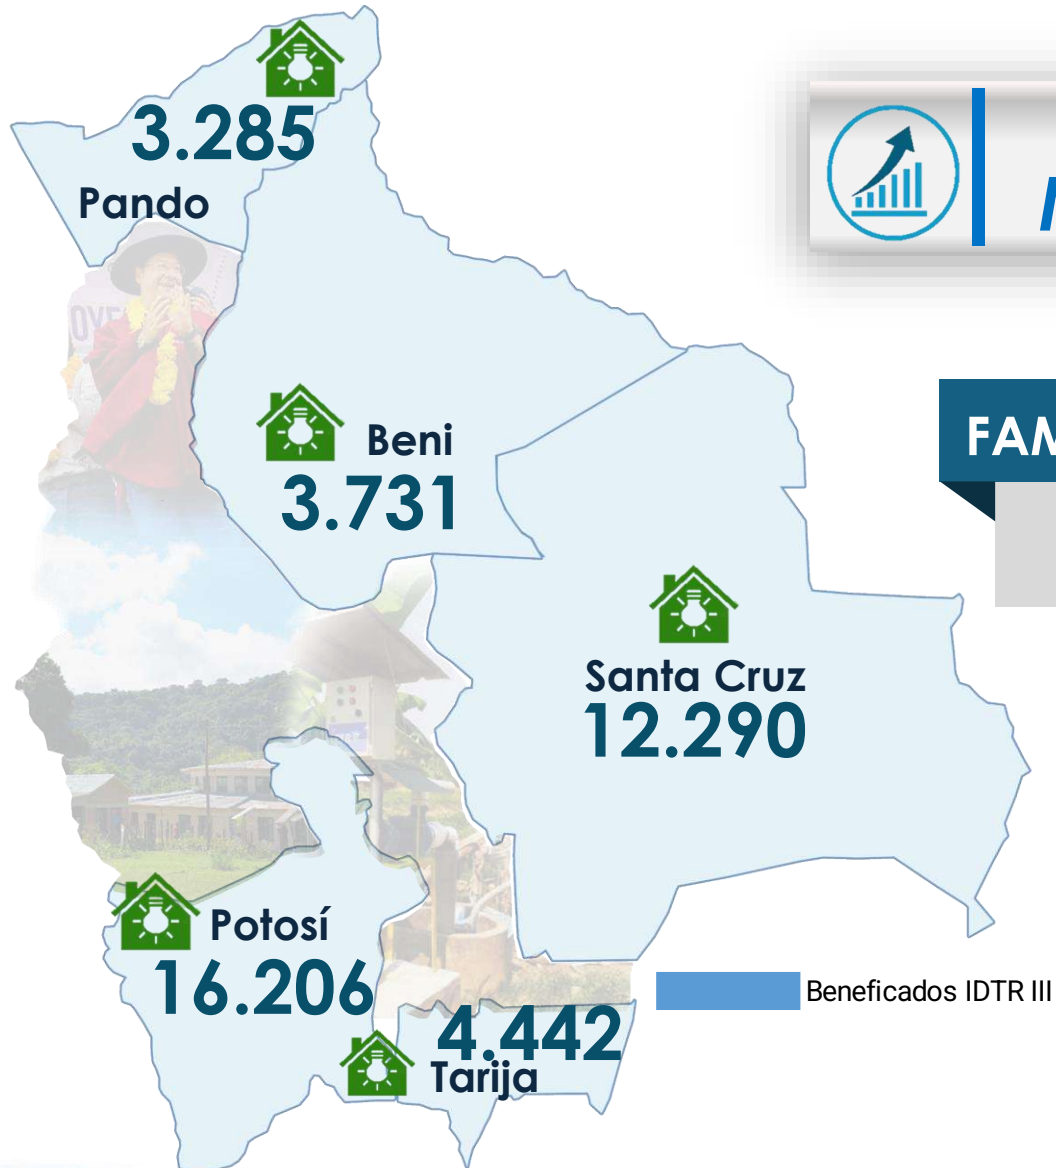 3.285
Pando
OYE
Beni
3.731
FAM
Santa Cruz
12.290
Potosí
16.206
Beneficados IDTR III
4.442
Tarija